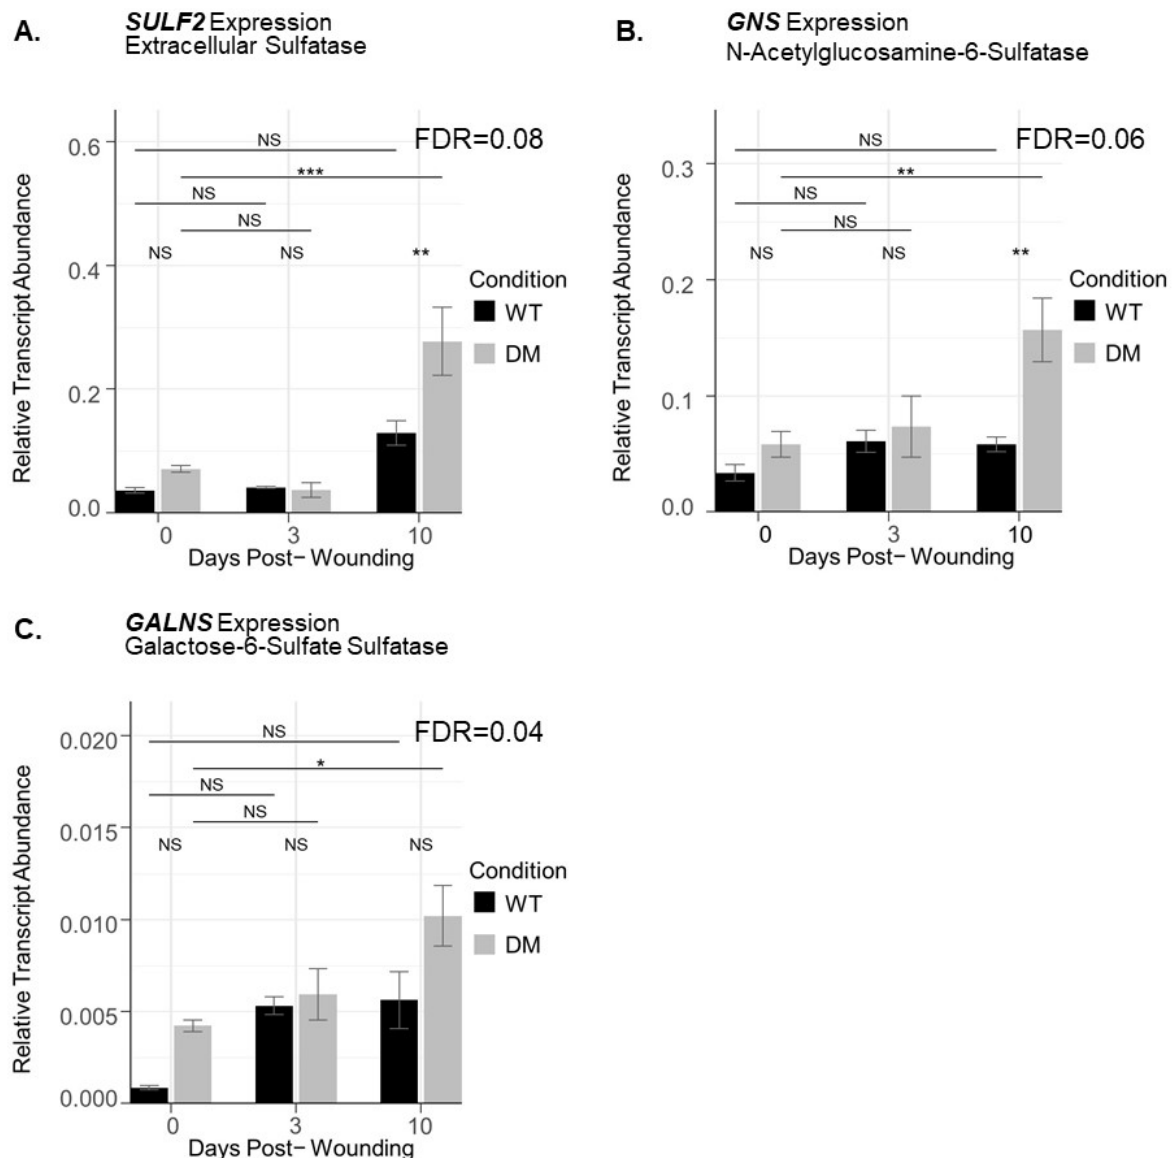 A.
SULF2 Expression
Extracellular Sulfatase
Relative Transcript Abundance
0.6
0.4
0.2
0.0
NS
FDR=0.08
***
NS
NS
NS
NS
**
Condition
WT
DM
0
3
10
Days Post- Wounding
B.
GNS Expression
N-Acetylglucosamine-6-Sulfatase
Relative Transcript Abundance
0.3
0.2
0.1
0.0
NS
FDR=0.06
**
NS
NS
NS
NS
**
Condition
WT
DM
0
3
10
Days Post- Wounding
C.
GALNS Expression
Galactose-6-Sulfate Sulfatase
Relative Transcript Abundance
0.020
0.015
0.010
0.005
0.000
NS
FDR=0.04
*
NS
NS
NS
NS
NS
Condition
WT
DM
0
3
10
Days Post- Wounding